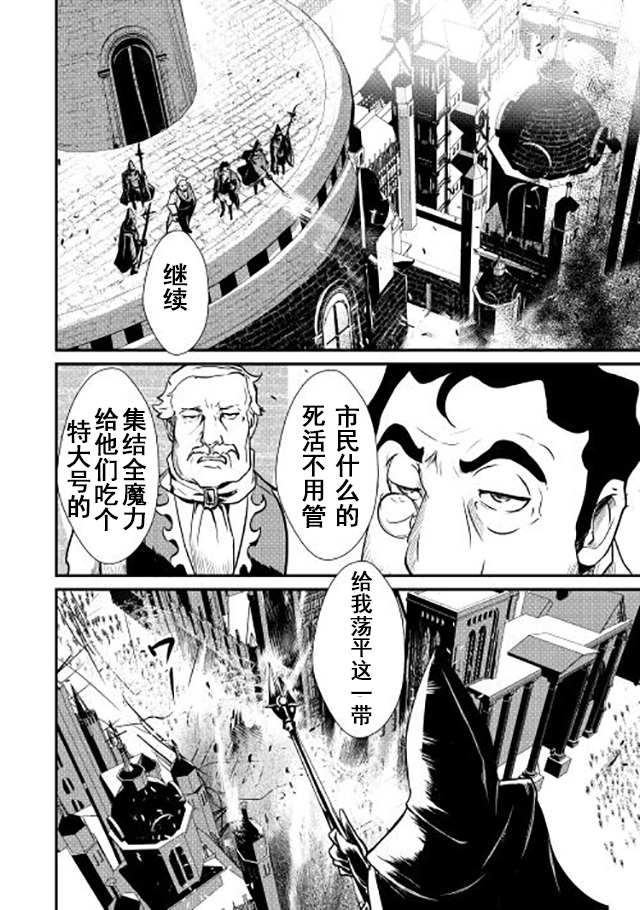 继续
市民什么的
死活不用管
集结全魔力
给他们吃个
特大号的
给我荡平这一带
ワ